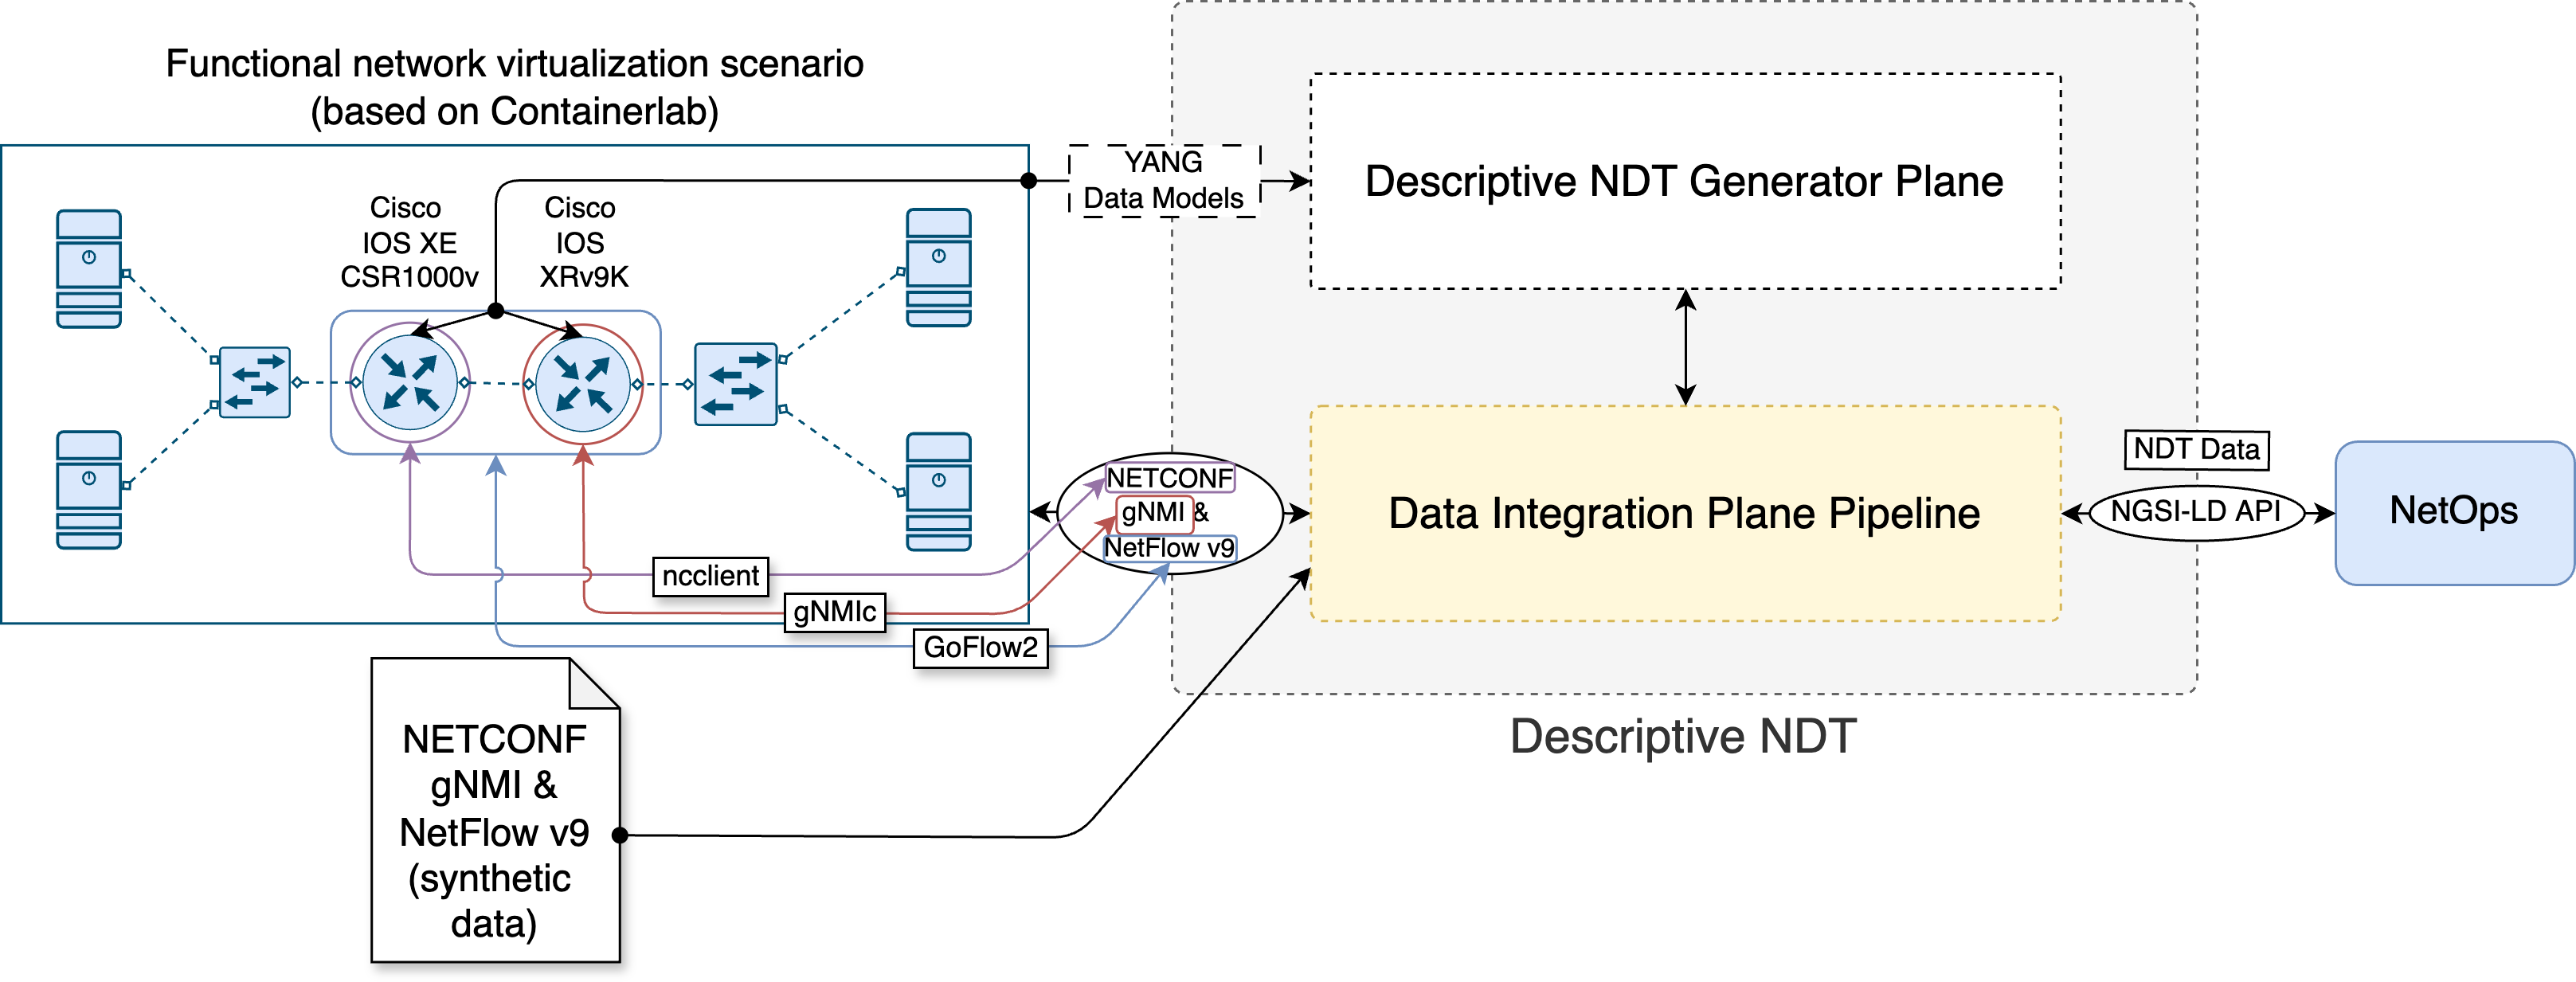 Functional network virtualization scenario
(based on Containerlab)
Cisco
IOS XE
CSR1000v
Cisco
IOS
XRv9K
YANG
Data Models
Descriptive NDT Generator Plane
NETCONF
gNMI &
NetFlow v9
Data Integration Plane Pipeline
NDT Data
NGSI-LD API
NetOps
ncclient
gNMIc
GoFlow2
Descriptive NDT
NETCONF
gNMI &
NetFlow v9
(synthetic
data)